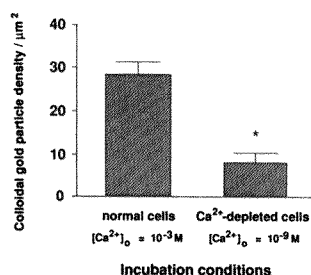 Colloidal gold particle density / µm²
40
30
20
10
0
*
normal cells Ca²⁺-depleted cells
[Ca²⁺]ₒ = 10⁻³ M [Ca²⁺]ₒ = 10⁻⁹ M
Incubation conditions